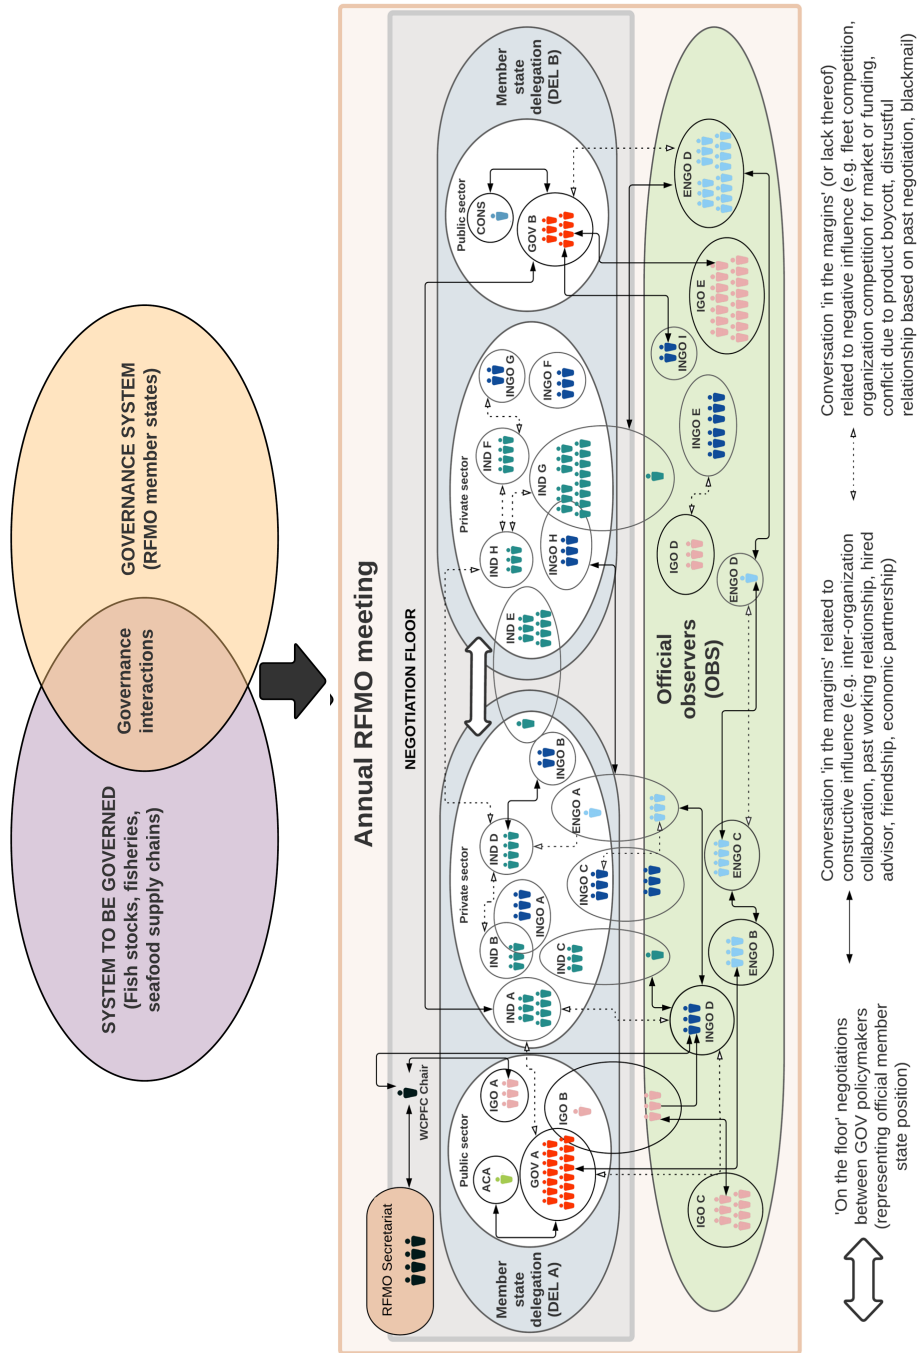 SYSTEM TO BE GOVERNED
(Fish stocks, fisheries,
seafood supply chains)
Governance
interactions
GOVERNANCE SYSTEM
(RFMO member states)
Annual RFMO meeting
NEGOTIATION FLOOR
RFMO Secretariat
WCPFC Chair
Member
state
delegation
(DEL A)
Public sector
ACA
GOV A
IGO A
IGO B
Private sector
IND A
IND B
INGO A
IND C
IND D
INGO B
INGO C
ENGO A
IND E
Private sector
IND H
INGO H
IND F
IND G
INGO G
INGO F
Public sector
CONS
GOV B
Member
state
delegation
(DEL B)
Official
observers
(OBS)
IGO C
INGO D
ENGO B
ENGO C
ENGO D
IGO D
INGO E
INGO I
IGO E
ENGO D
'On the floor' negotiations
between GOV policymakers
(representing official member
state position)
Conversation 'in the margins' related to
constructive influence (e.g. inter-organization
collaboration, past working relationship, hired
advisor, friendship, economic partnership)
Conversation 'in the margins' (or lack thereof)
related to negative influence (e.g. fleet competition,
organization competition for market or funding,
conflicit due to product boycott, distrustful
relationship based on past negotiation, blackmail)